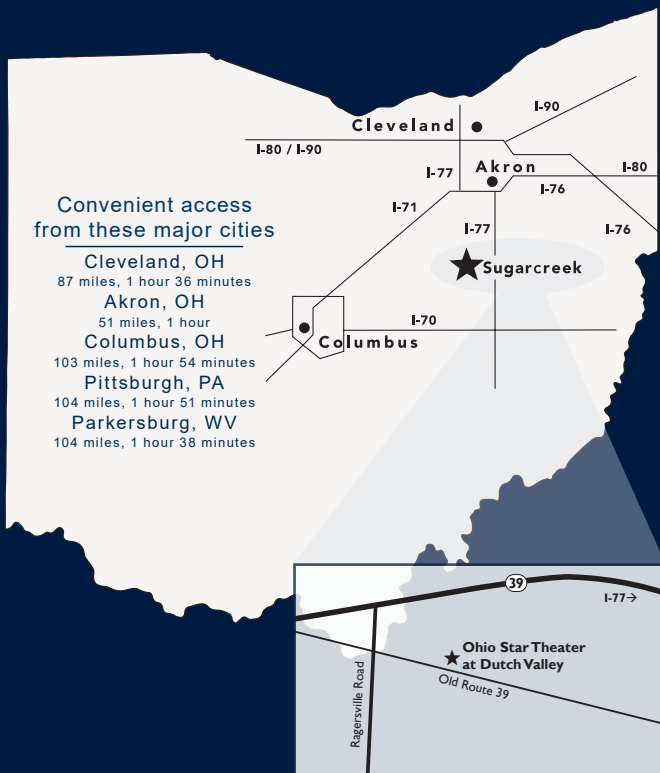 I-90
Cleveland
I-80 / I-90
I-77
Akron
I-80
I-76
I-71
I-77
I-76
Convenient access
from these major cities
Cleveland, OH
87 miles, 1 hour 36 minutes
Akron, OH
51 miles, 1 hour
Columbus, OH
103 miles, 1 hour 54 minutes
Pittsburgh, PA
104 miles, 1 hour 51 minutes
Parkersburg, WV
104 miles, 1 hour 38 minutes
Sugarcreek
I-70
Columbus
39
I-77→
Ohio Star Theater
at Dutch Valley
Old Route 39
Ragersville Road